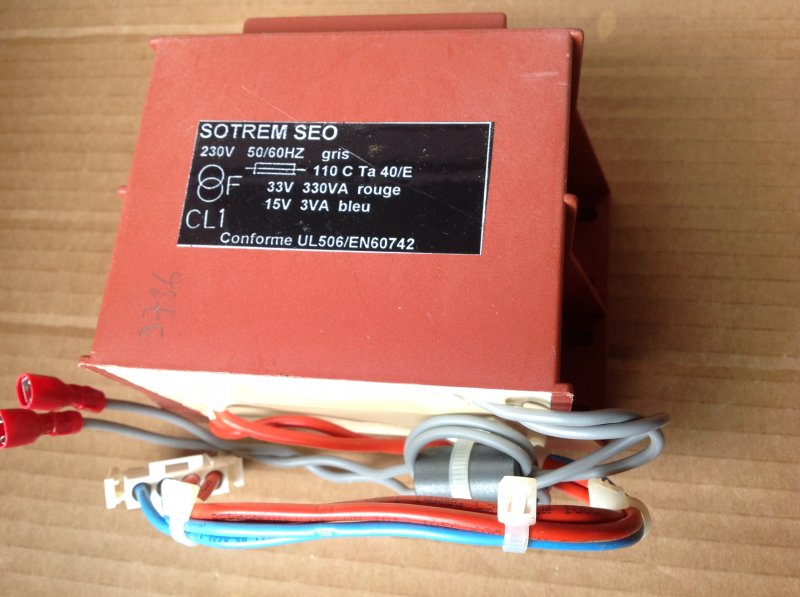 SOTREM SEO
230V 50/60HZ gris
110 C Ta 40/E
F
33V 330VA rouge
15V 3VA bleu
CL1
Conforme UL506/EN60742